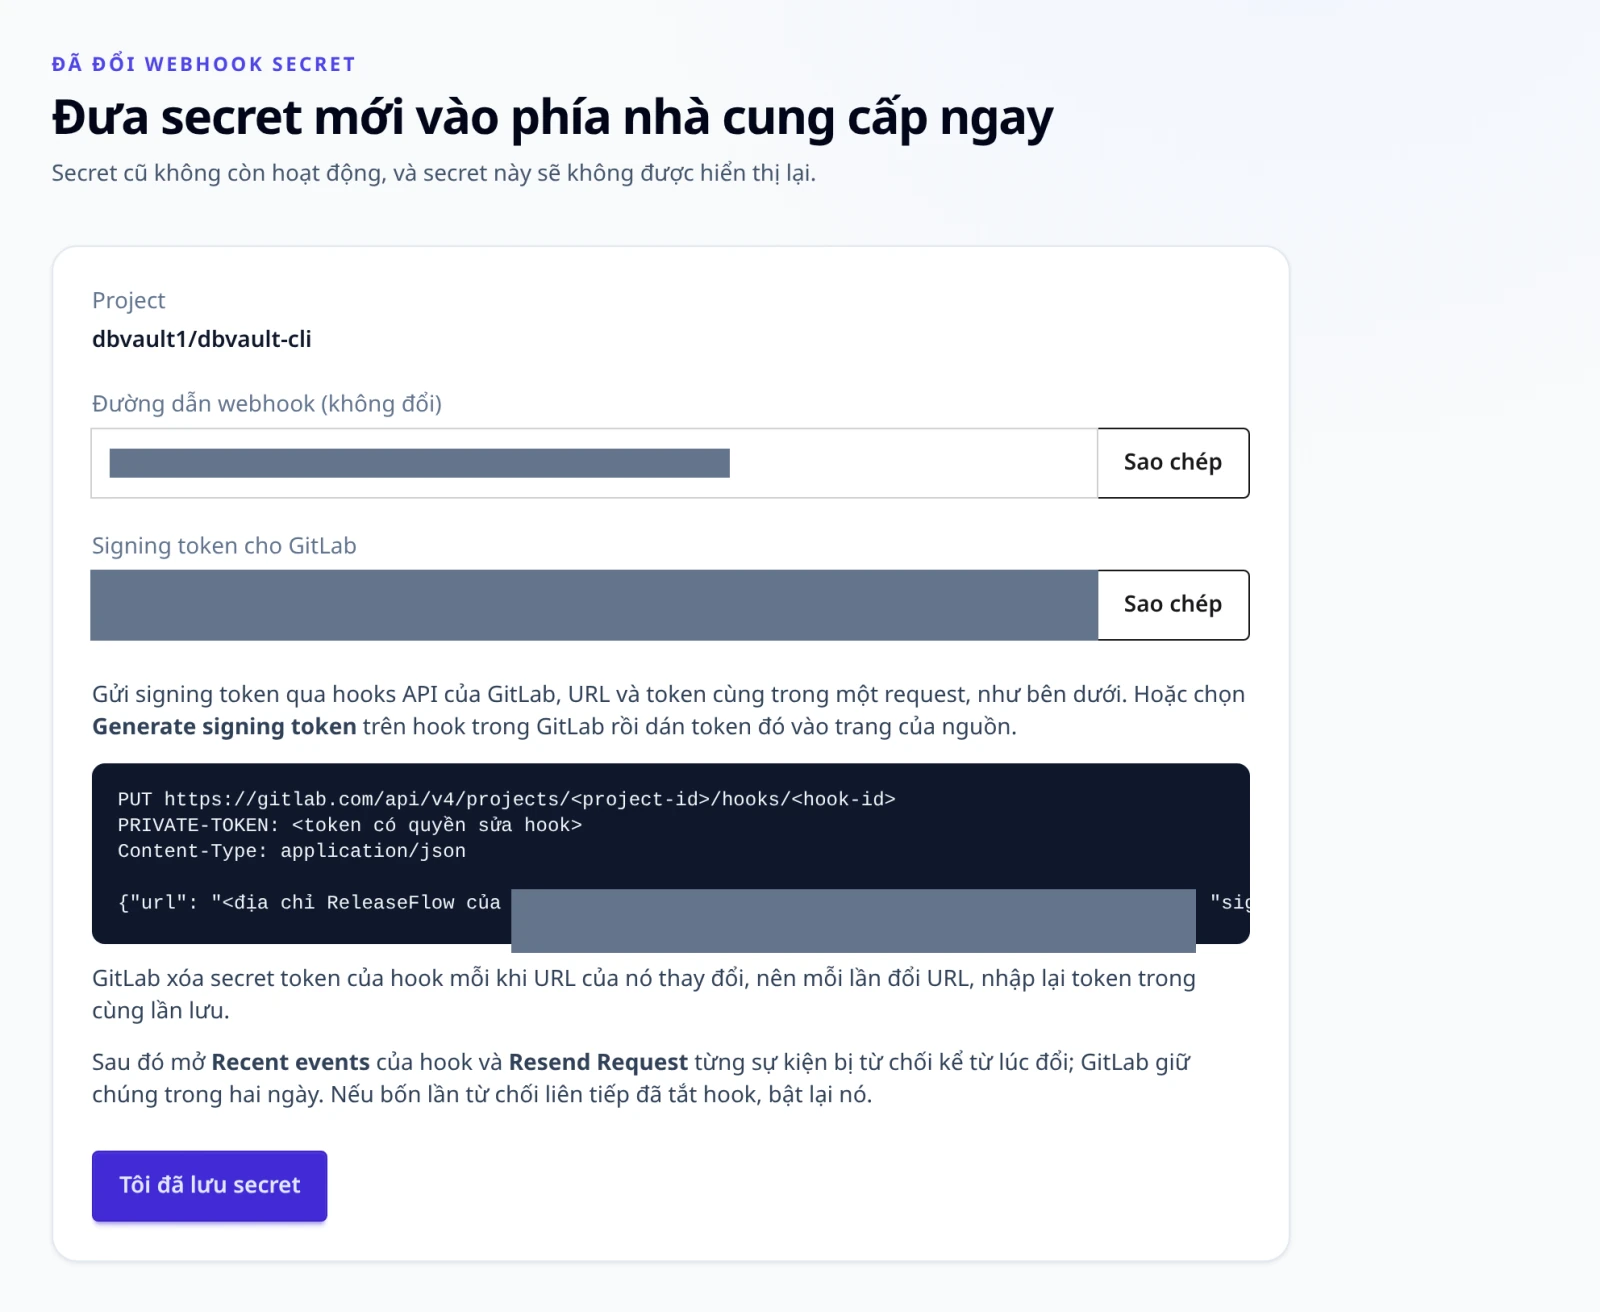 ĐÃ ĐỔI WEBHOOK SECRET
Đưa secret mới vào phía nhà cung cấp ngay
Secret cũ không còn hoạt động, và secret này sẽ không được hiển thị lại.
Project
dbvault1/dbvault-cli
Đường dẫn webhook (không đổi)
Sao chép
Signing token cho GitLab
Sao chép
Gửi signing token qua hooks API của GitLab, URL và token cùng trong một request, như bên dưới. Hoặc chọn
Generate signing token trên hook trong GitLab rồi dán token đó vào trang của nguồn.
PUT https://gitlab.com/api/v4/projects/<project-id>/hooks/<hook-id>
PRIVATE-TOKEN: <token có quyền sửa hook>
Content-Type: application/json
{"url": "<địa chỉ ReleaseFlow của "sig
GitLab xóa secret token của hook mỗi khi URL của nó thay đổi, nên mỗi lần đổi URL, nhập lại token trong
cùng lần lưu.
Sau đó mở Recent events của hook và Resend Request từng sự kiện bị từ chối kể từ lúc đổi; GitLab giữ
chúng trong hai ngày. Nếu bốn lần từ chối liên tiếp đã tắt hook, bật lại nó.
Tôi đã lưu secret